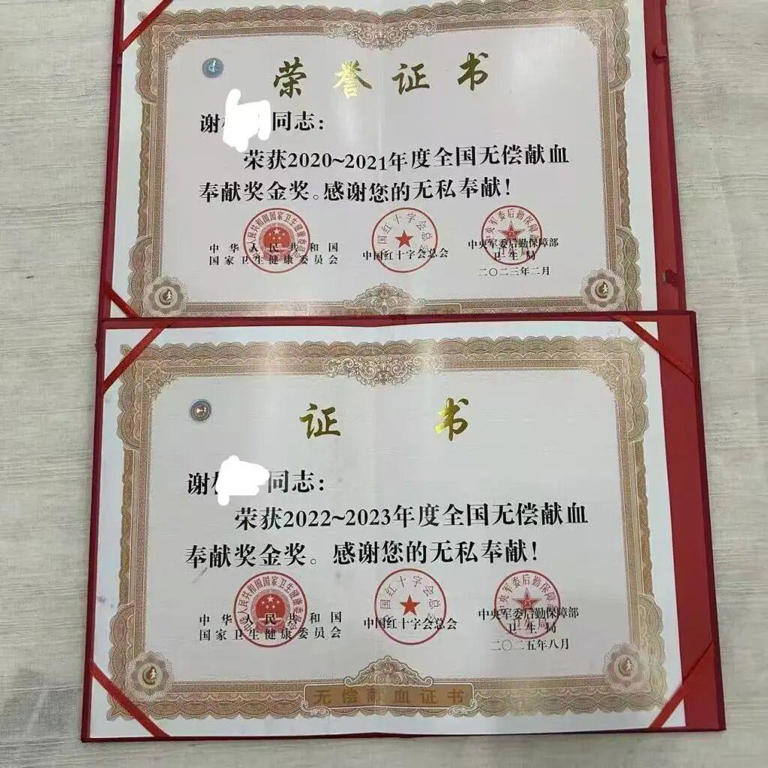 荣誉证书
谢 同志:
荣获2020~2021年度全国无偿献血
奉献奖金奖。感谢您的无私奉献!
中华人民共和国
国家卫生健康委员会
中国红十字会总会
中央军委后勤保障部
卫生局
二〇二三年二月
证书
谢 同志:
荣获2022~2023年度全国无偿献血
奉献奖金奖。感谢您的无私奉献!
中华人民共和国
国家卫生健康委员会
中国红十字会总会
中央军委后勤保障部
卫生局
二〇二五年八月
无偿献血证书